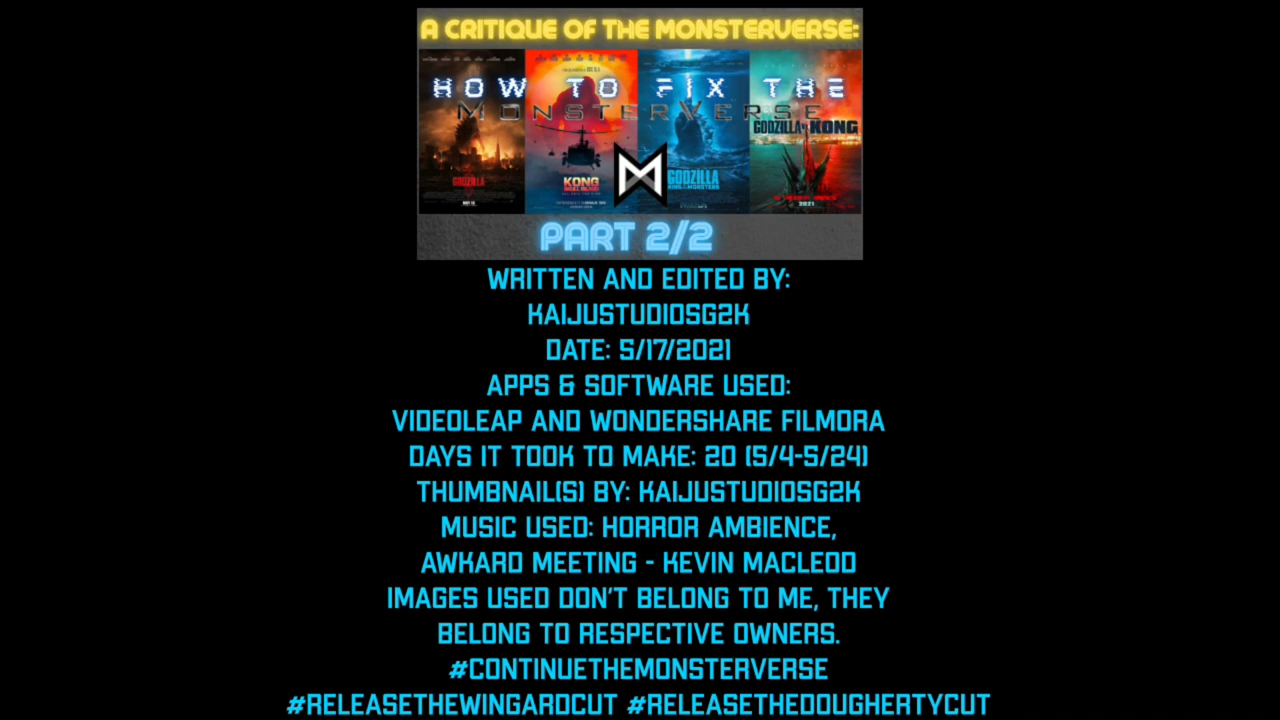 A CRITIQUE OF THE MONSTERVERSE:
HOW TO FIX THE
MONSTERVERSE
GODZILLA KONG
GODZILLA
KONG
GODZILLA
2021
PART 2/2
WRITTEN AND EDITED BY:
KAIJUSTUDIOSG2K
DATE: 5/17/2021
APPS & SOFTWARE USED:
VIDEOLEAP AND WONDERSHARE FILMORA
DAYS IT TOOK TO MAKE: 20 (5/4-5/24)
THUMBNAIL(S) BY: KAIJUSTUDIOSG2K
MUSIC USED: HORROR AMBIENCE,
AWKARD MEETING - KEVIN MACLEOD
IMAGES USED DON'T BELONG TO ME, THEY
BELONG TO RESPECTIVE OWNERS.
#CONTINUETHEMONSTERVERSE
#RELEASETHEWINGARDCUT #RELEASETHEDOUGHERTYCUT